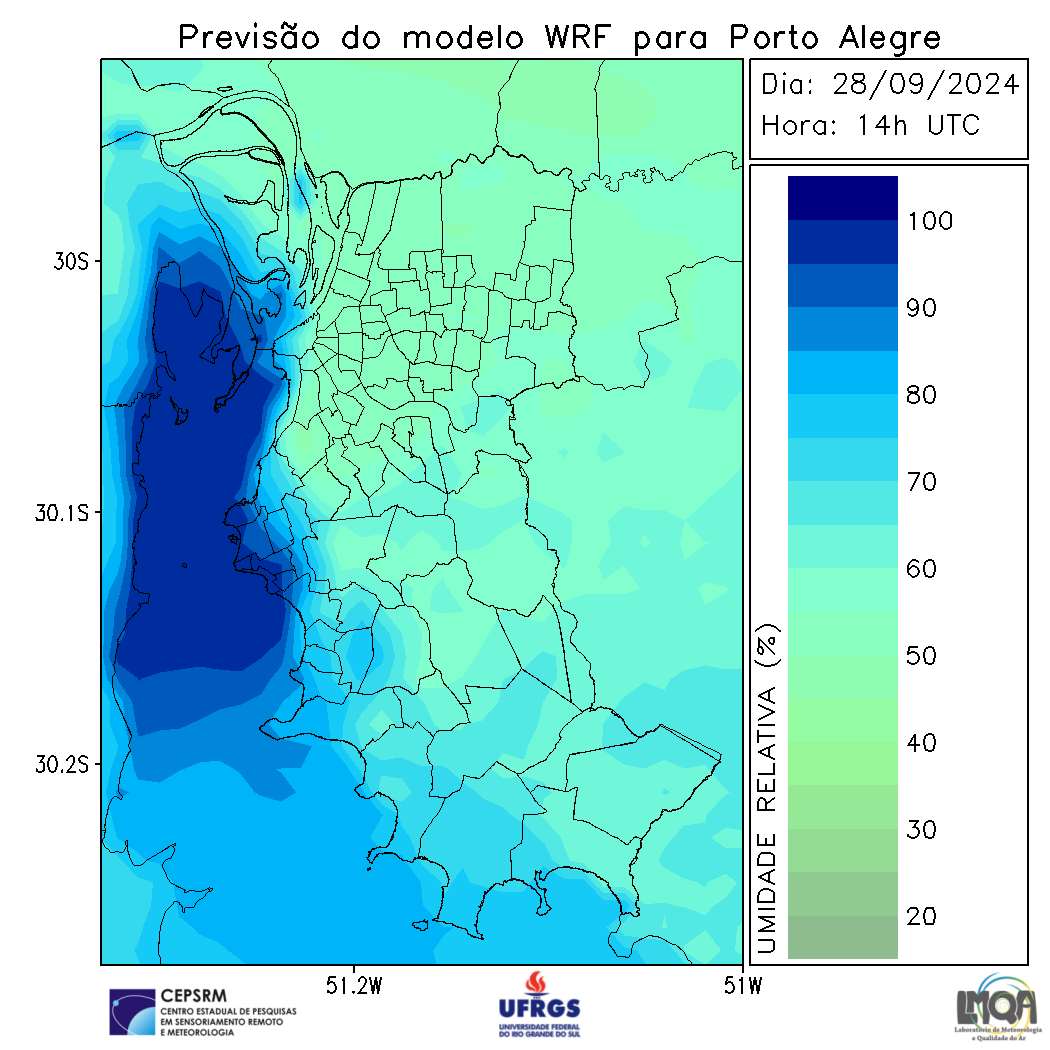 Previsão do modelo WRF para Porto Alegre
Dia: 28/09/2024
Hora: 14h UTC
30S
30.1S
30.2S
51.2W
51W
UMIDADE RELATIVA (%)
100
90
80
70
60
50
40
30
20
CEPSRM
CENTRO ESTADUAL DE PESQUISAS
EM SENSORIAMENTO REMOTO
E METEOROLOGIA
UFRGS
UNIVERSIDADE FEDERAL
DO RIO GRANDE DO SUL
LMQA
Laboratório de Meteorologia
e Qualidade do Ar